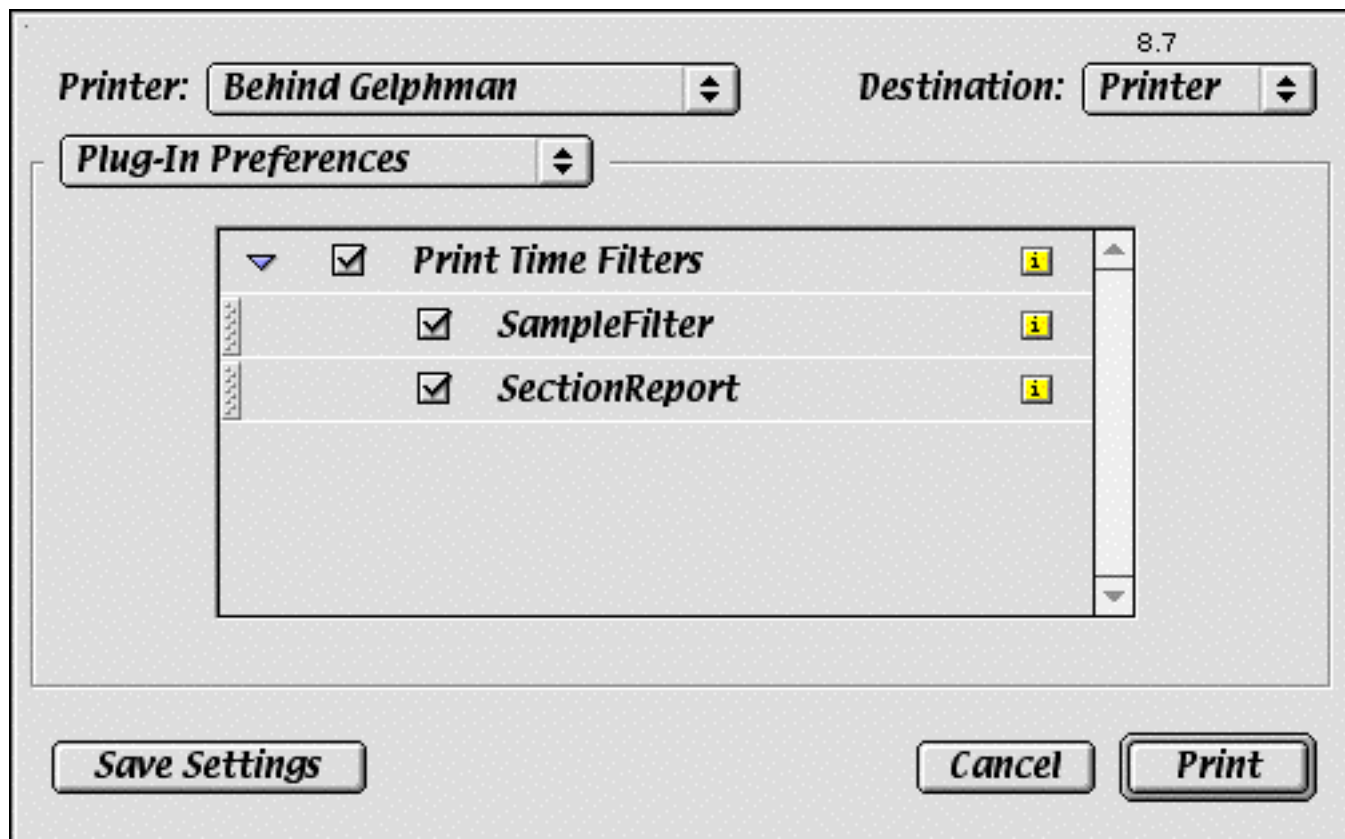 8.7
Printer: Behind Gelphman Destination: Printer
Plug-In Preferences
Print Time Filters i
SampleFilter i
SectionReport i
Save Settings Cancel Print